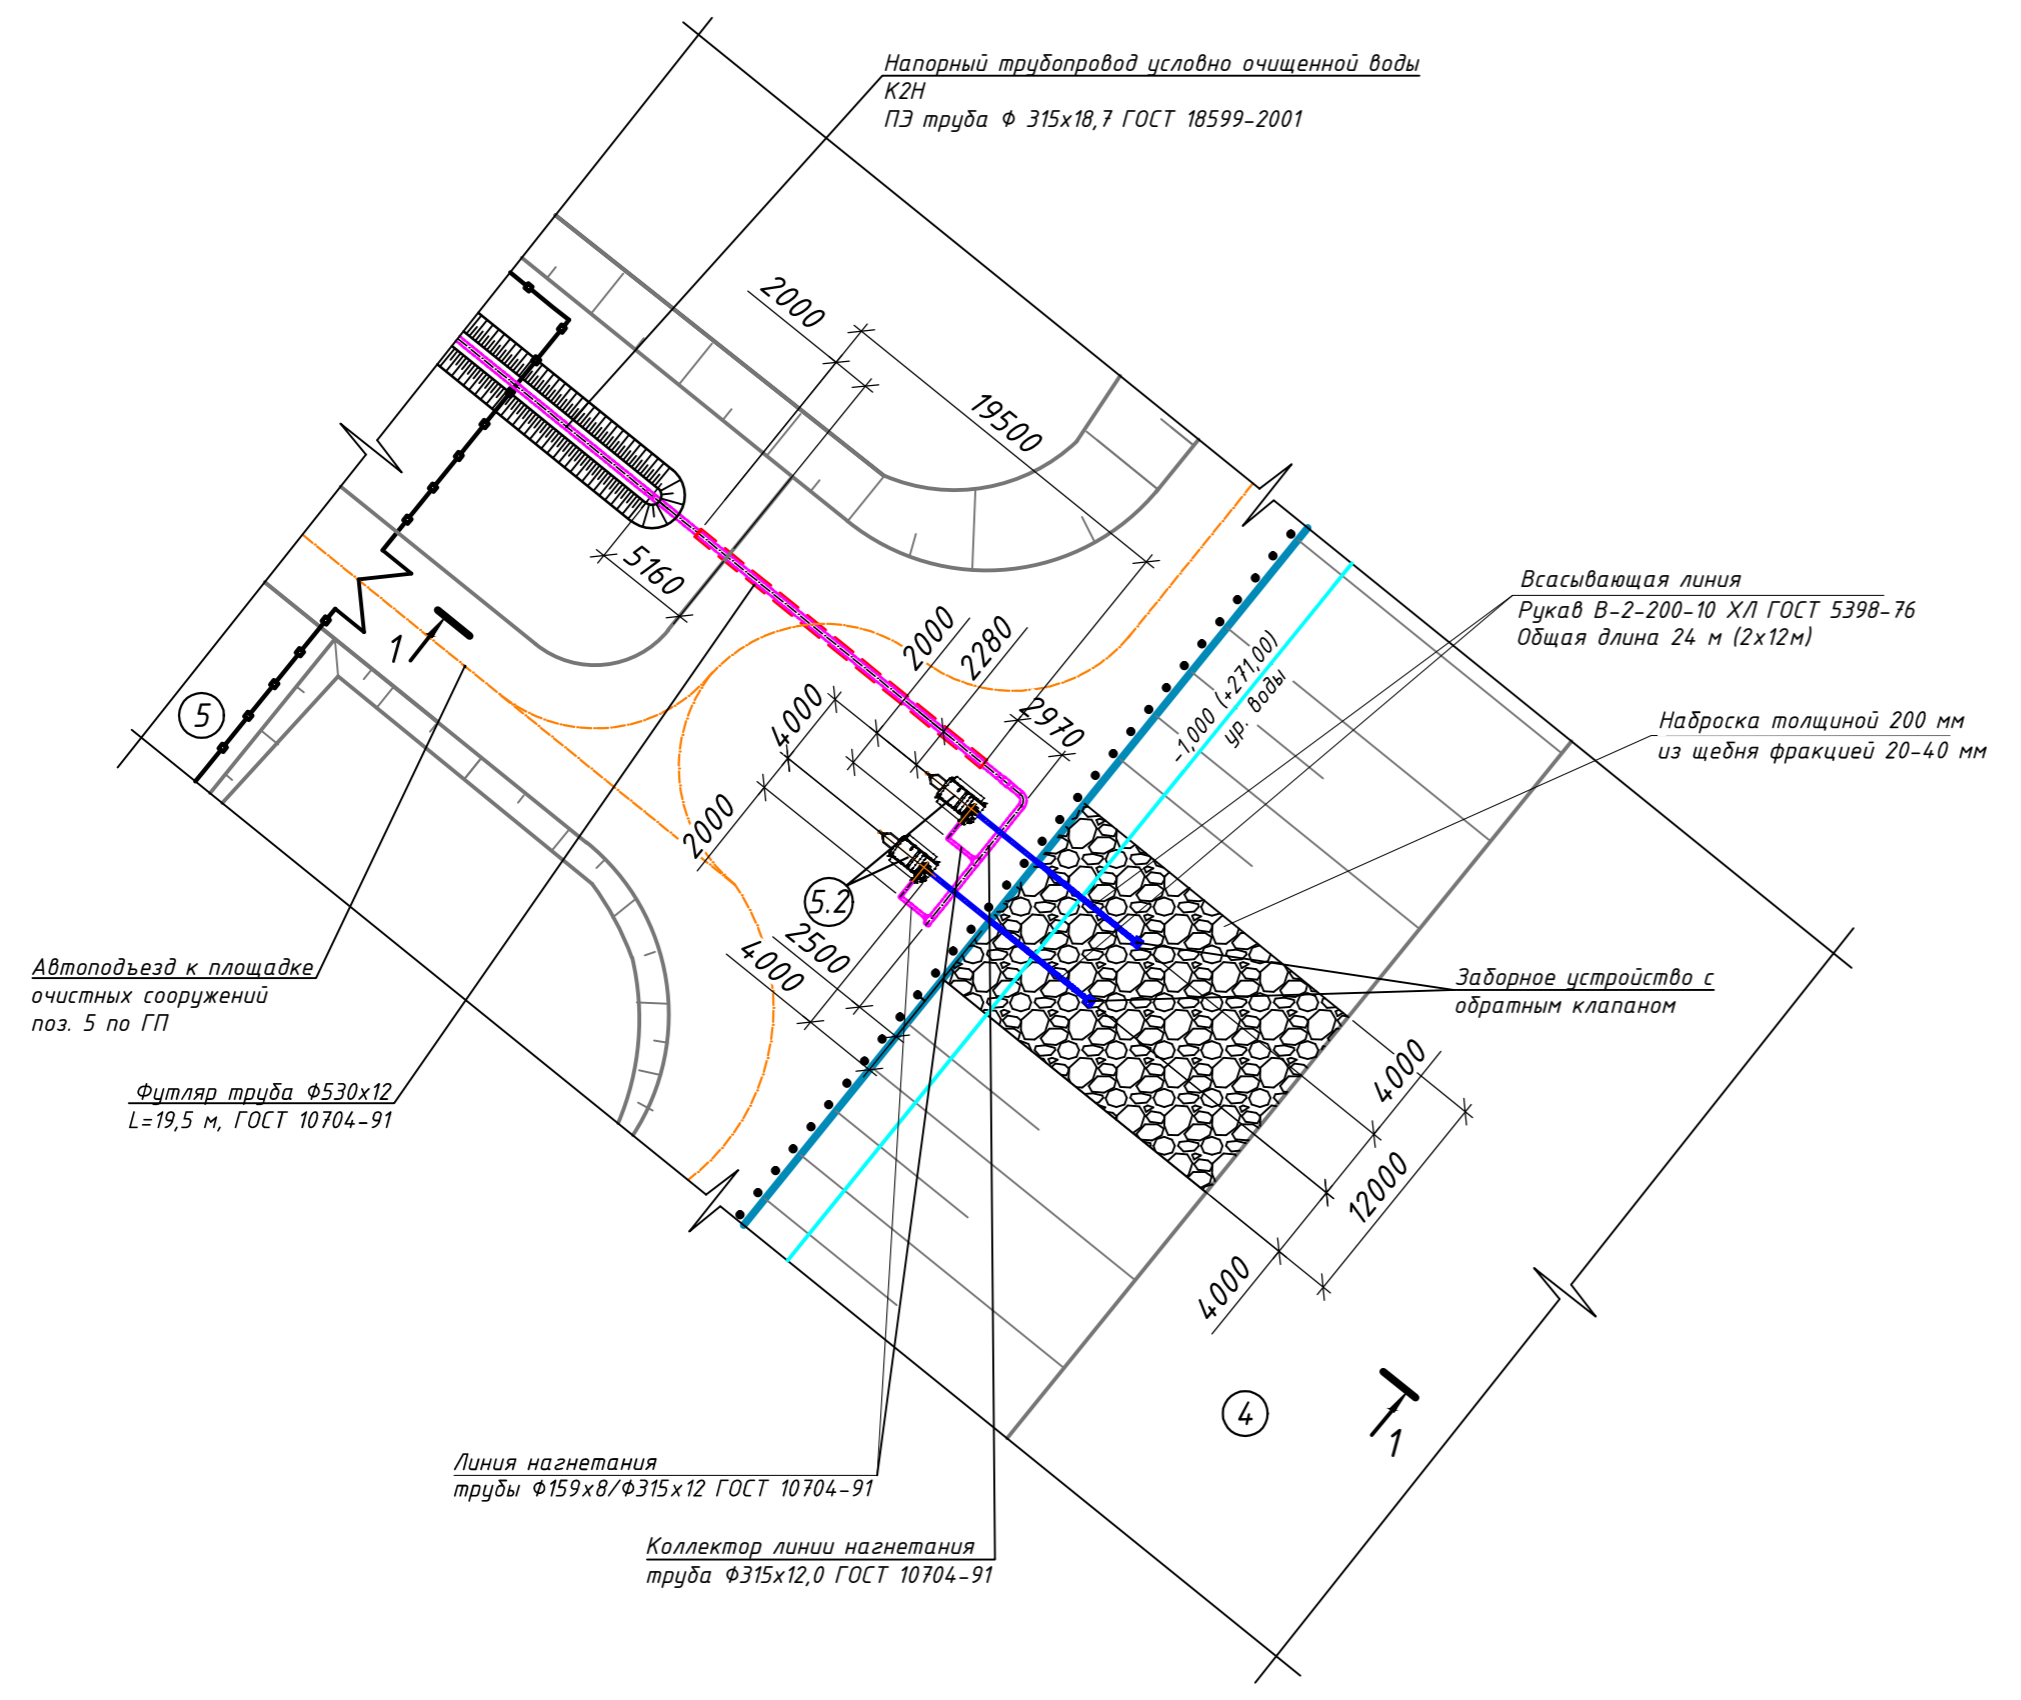 Напорный трубопровод условно очищенной воды
К2Н
ПЭ труба Ф 315х18,7 ГОСТ 18599-2001
2000
19500
5160
Всасывающая линия
Рукав В-2-200-10 ХЛ ГОСТ 5398-76
Общая длина 24 м (2х12м)
1
2000
2280
-1,000 (+271,00)
ур. воды
5
4000
2970
Наброска толщиной 200 мм
из щебня фракцией 20-40 мм
2000
5.2
2500
4000
Автоподъезд к площадке
очистных сооружений
поз. 5 по ГП
Заборное устройство с
обратным клапаном
Футляр труба Ф530х12
L=19,5 м, ГОСТ 10704-91
4000
12000
4000
4
1
Линия нагнетания
трубы Ф159х8/Ф315х12 ГОСТ 10704-91
Коллектор линии нагнетания
труба Ф315х12,0 ГОСТ 10704-91